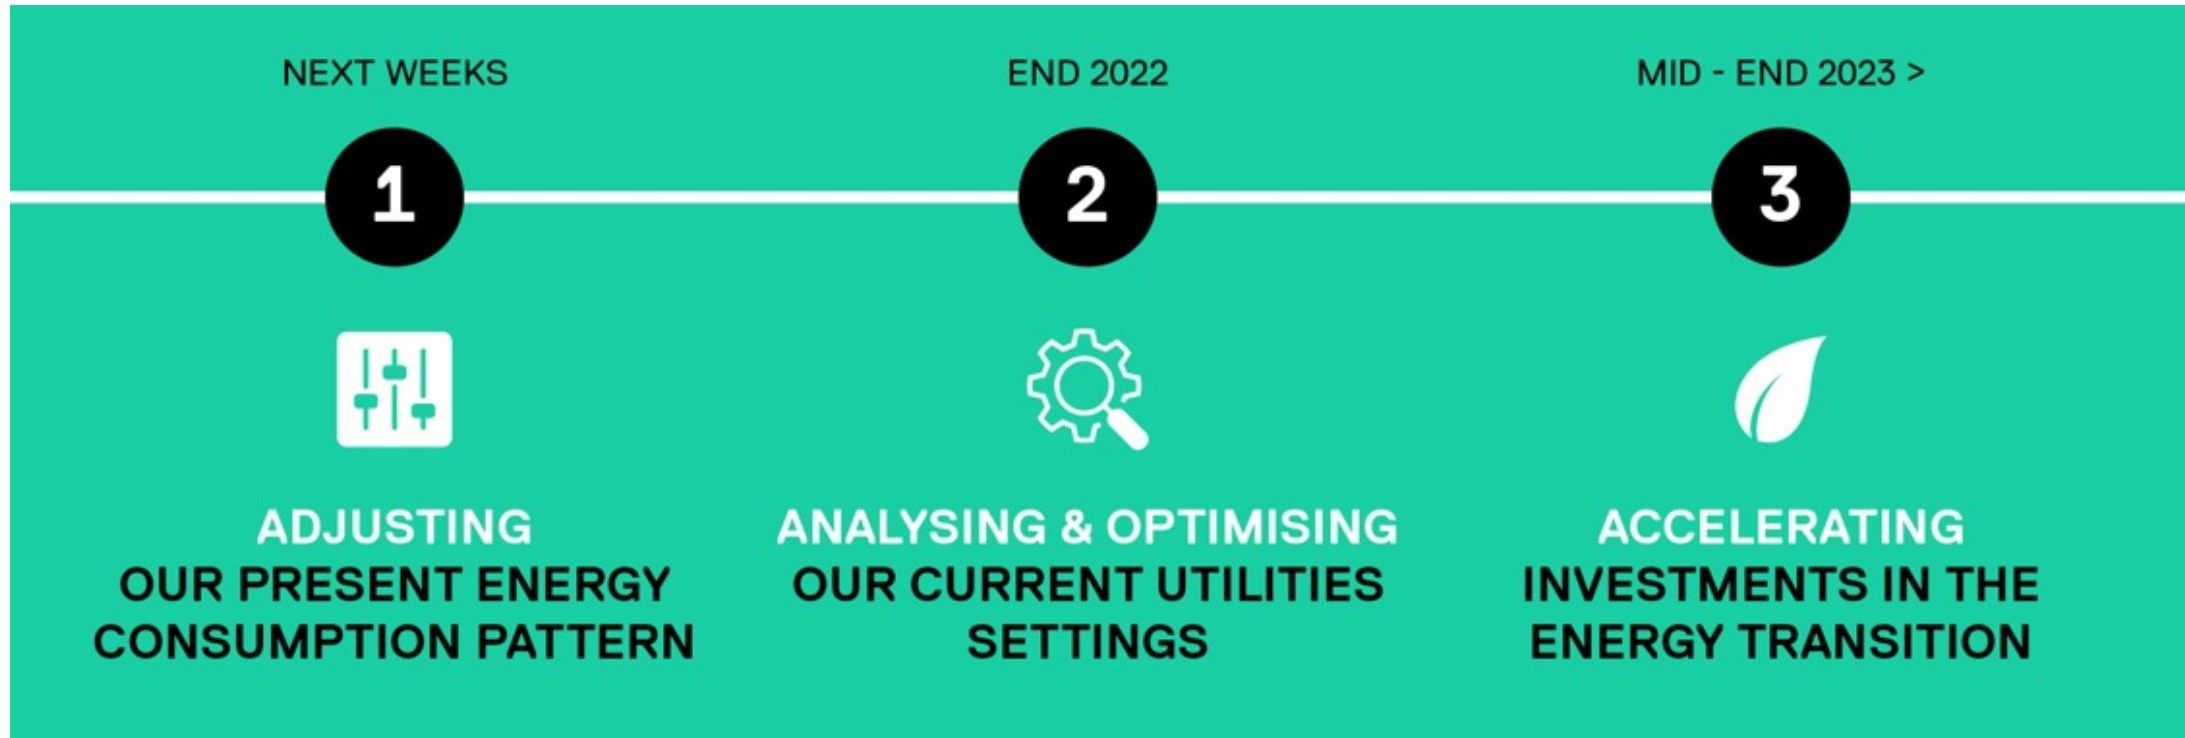 NEXT WEEKS
1
ADJUSTING
OUR PRESENT ENERGY
CONSUMPTION PATTERN
END 2022
2
ANALYSING & OPTIMISING
OUR CURRENT UTILITIES
SETTINGS
MID - END 2023 >
3
ACCELERATING
INVESTMENTS IN THE
ENERGY TRANSITION